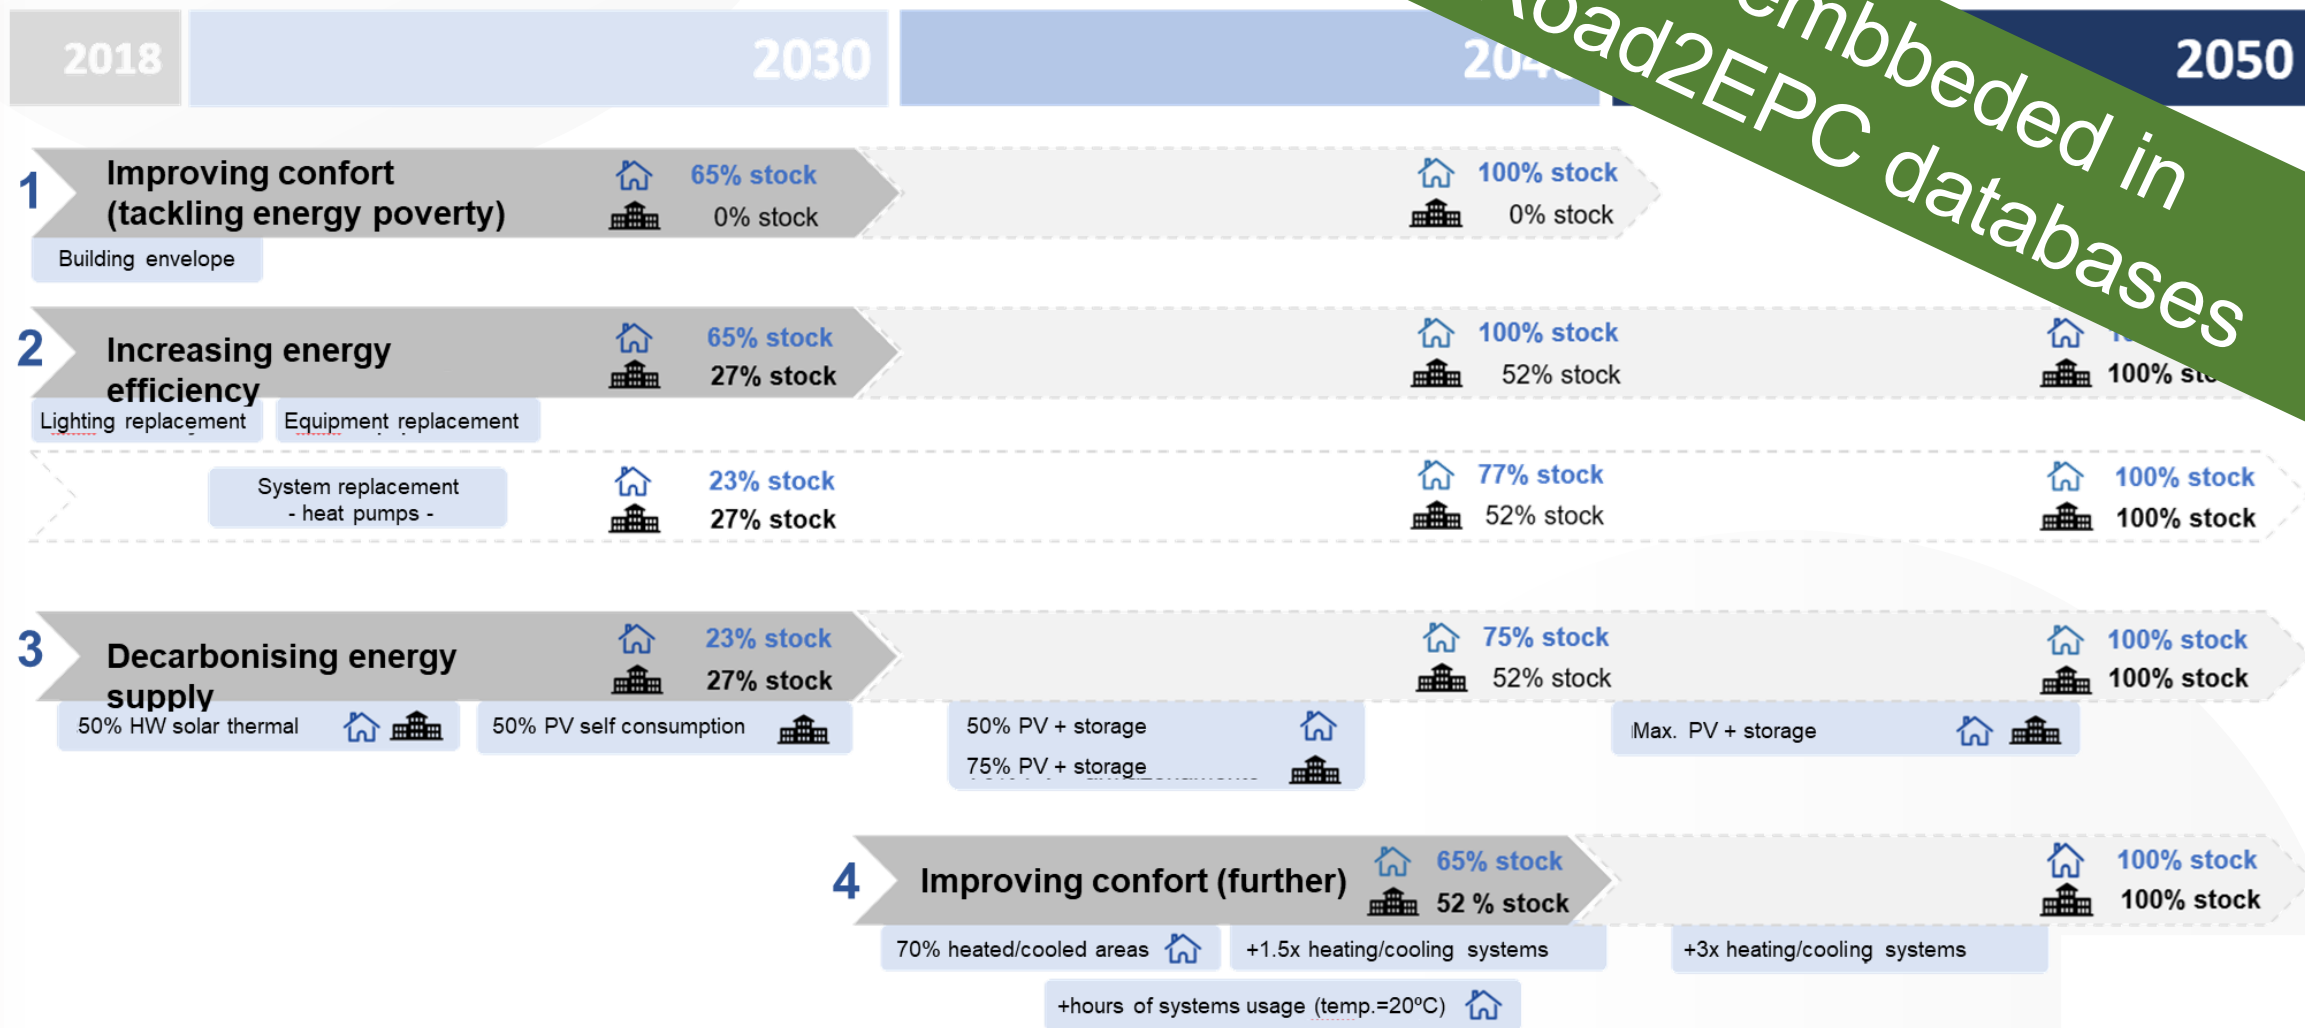 2018
2030
2050
embbeded in
Road2EPC databases
1
Improving confort
(tackling energy poverty)
65% stock
0% stock
100% stock
0% stock
Building envelope
2
Increasing energy
efficiency
65% stock
27% stock
100% stock
52% stock
100%
Lighting replacement
Equipment replacement
System replacement
- heat pumps -
23% stock
27% stock
77% stock
52% stock
100% stock
100% stock
3
Decarbonising energy
supply
23% stock
27% stock
75% stock
52% stock
100% stock
100% stock
50% HW solar thermal
50% PV self consumption
50% PV + storage
75% PV + storage
Max. PV + storage
4
Improving confort (further)
65% stock
52 % stock
100% stock
100% stock
70% heated/cooled areas
+1.5x heating/cooling systems
+3x heating/cooling systems
+hours of systems usage (temp.=20ºC)